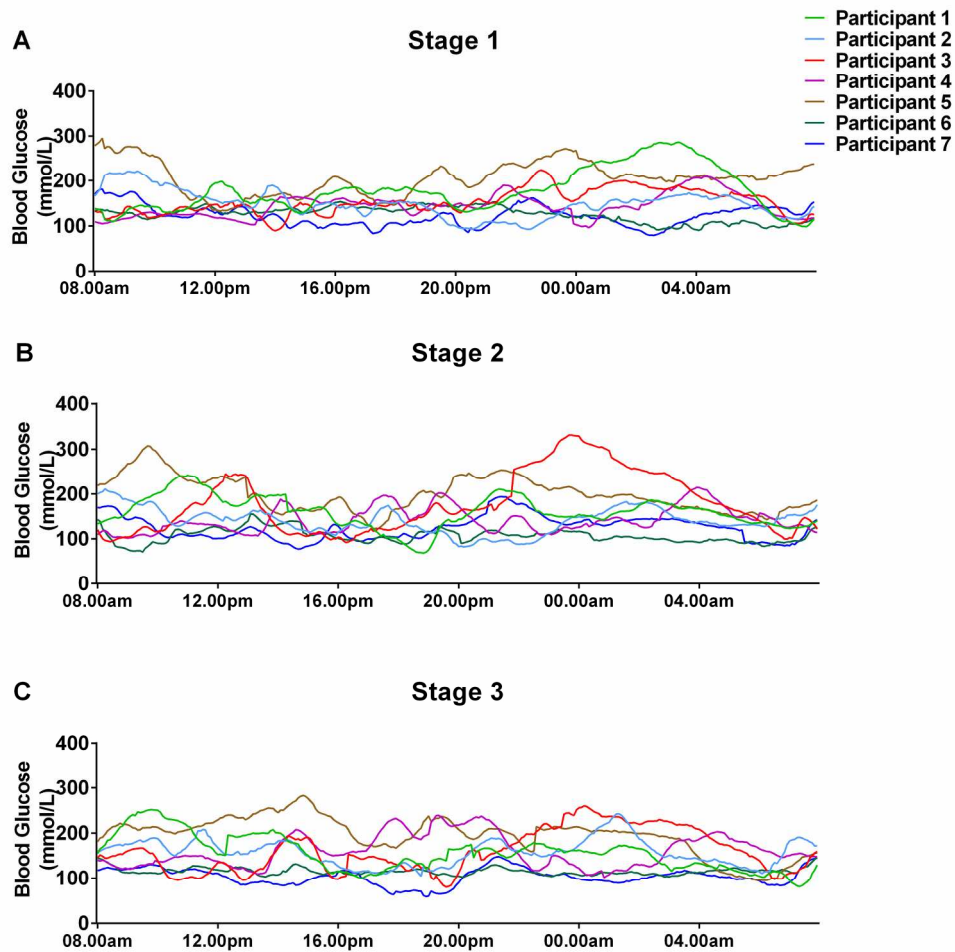 Participant 1
Participant 2
Participant 3
Participant 4
Participant 5
Participant 6
Participant 7
A
Stage 1
Blood Glucose
(mmol/L)
400
300
200
100
0
08.00am 12.00pm 16.00pm 20.00pm 00.00am 04.00am
B
Stage 2
Blood Glucose
(mmol/L)
400
300
200
100
0
08.00am 12.00pm 16.00pm 20.00pm 00.00am 04.00am
C
Stage 3
Blood Glucose
(mmol/L)
400
300
200
100
0
08.00am 12.00pm 16.00pm 20.00pm 00.00am 04.00am